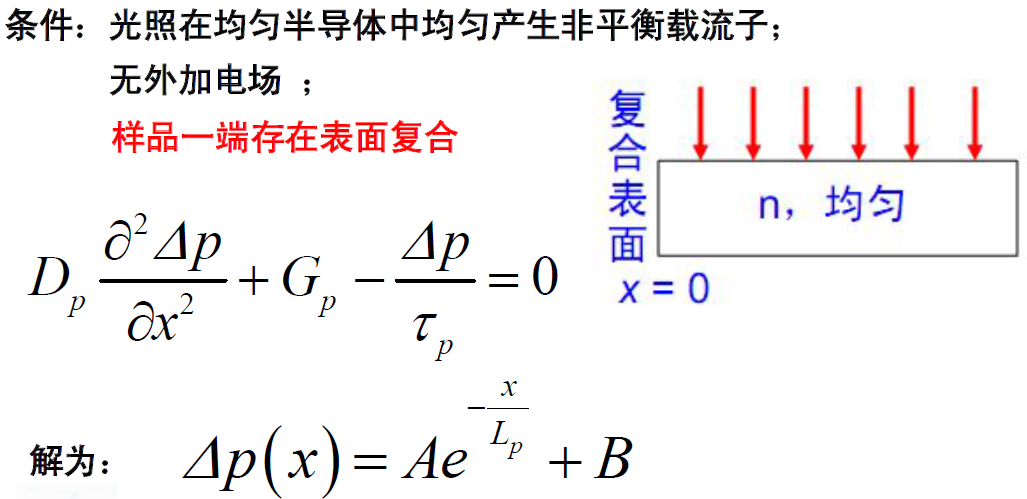 条件：光照在均匀半导体中均匀产生非平衡载流子；
无外加电场 ；
样品一端存在表面复合
复合表面
n，均匀
x = 0
D_p ∂²Δp/∂x² + G_p − Δp/τ_p = 0
解为： Δp(x) = Ae^{−x/L_p} + B